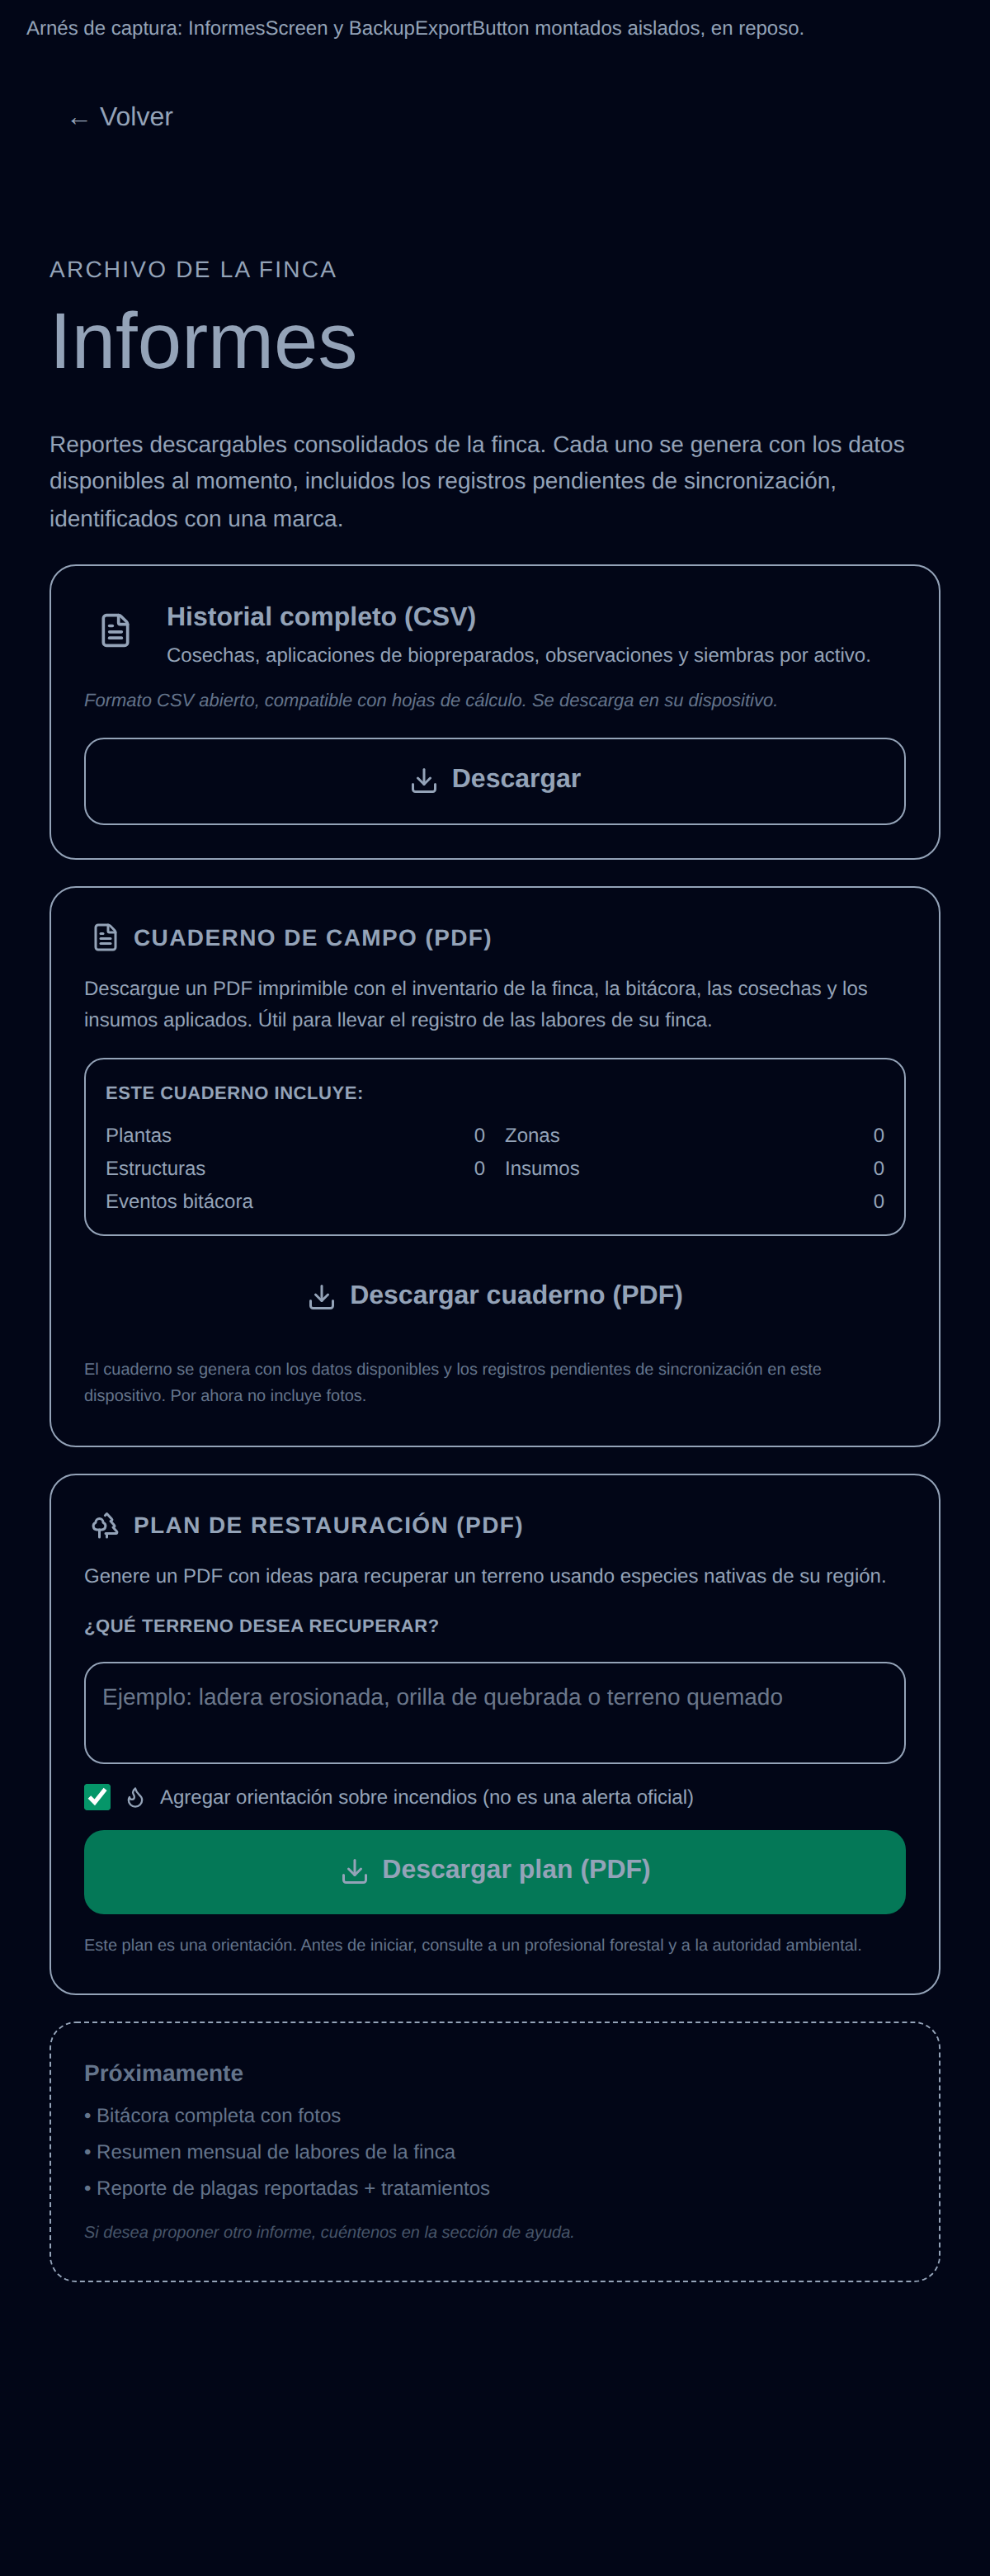 Arnés de captura: InformesScreen y BackupExportButton montados aislados, en reposo.
← Volver
ARCHIVO DE LA FINCA
Informes
Reportes descargables consolidados de la finca. Cada uno se genera con los datos
disponibles al momento, incluidos los registros pendientes de sincronización,
identificados con una marca.
Historial completo (CSV)
Cosechas, aplicaciones de biopreparados, observaciones y siembras por activo.
Formato CSV abierto, compatible con hojas de cálculo. Se descarga en su dispositivo.
Descargar
CUADERNO DE CAMPO (PDF)
Descargue un PDF imprimible con el inventario de la finca, la bitácora, las cosechas y los
insumos aplicados. Útil para llevar el registro de las labores de su finca.
ESTE CUADERNO INCLUYE:
Plantas 0 Zonas 0
Estructuras 0 Insumos 0
Eventos bitácora 0
Descargar cuaderno (PDF)
El cuaderno se genera con los datos disponibles y los registros pendientes de sincronización en este
dispositivo. Por ahora no incluye fotos.
PLAN DE RESTAURACIÓN (PDF)
Genere un PDF con ideas para recuperar un terreno usando especies nativas de su región.
¿QUÉ TERRENO DESEA RECUPERAR?
Ejemplo: ladera erosionada, orilla de quebrada o terreno quemado
Agregar orientación sobre incendios (no es una alerta oficial)
Descargar plan (PDF)
Este plan es una orientación. Antes de iniciar, consulte a un profesional forestal y a la autoridad ambiental.
Próximamente
• Bitácora completa con fotos
• Resumen mensual de labores de la finca
• Reporte de plagas reportadas + tratamientos
Si desea proponer otro informe, cuéntenos en la sección de ayuda.